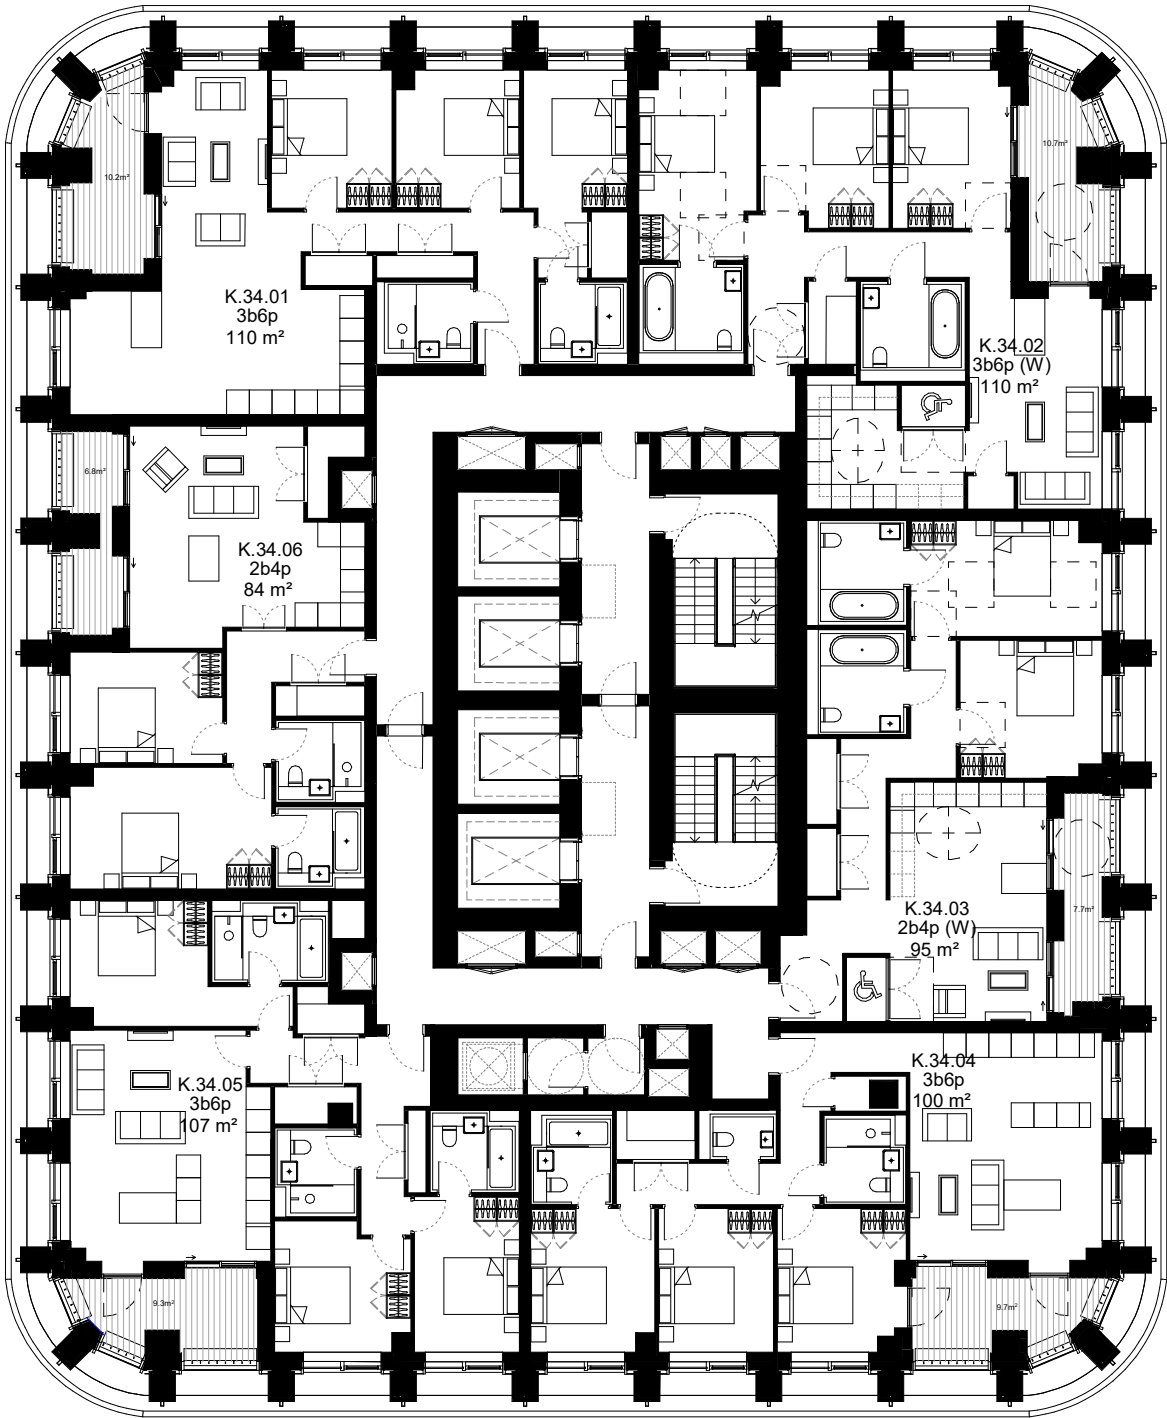 10.2m²
10.7m²
K.34.01
3b6p
110 m²
K.34.02
3b6p (W)
110 m²
6.8m²
K.34.06
2b4p
84 m²
K.34.03
2b4p (W)
95 m²
7.7m²
K.34.05
3b6p
107 m²
K.34.04
3b6p
100 m²
9.3m²
9.7m²